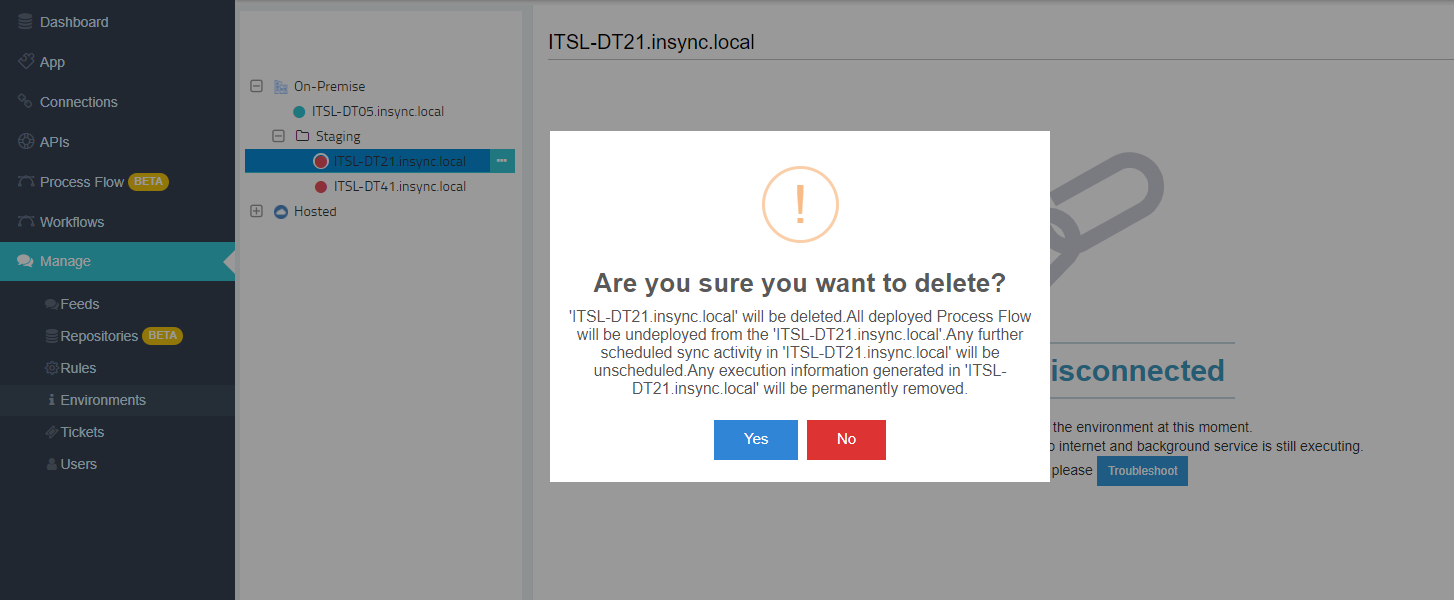 Dashboard
App
Connections
APIs
Process Flow BETA
Workflows
Manage
Feeds
Repositories BETA
Rules
Environments
Tickets
Users
On-Premise
ITSL-DT05.insync.local
Staging
ITSL-DT21.insync.local
ITSL-DT41.insync.local
Hosted
ITSL-DT21.insync.local
!
Are you sure you want to delete?
'ITSL-DT21.insync.local' will be deleted.All deployed Process Flow
will be undeployed from the 'ITSL-DT21.insync.local'.Any further
scheduled sync activity in 'ITSL-DT21.insync.local' will be
unscheduled.Any execution information generated in 'ITSL-
DT21.insync.local' will be permanently removed.
Yes No
isconnected
the environment at this moment.
o internet and background service is still executing.
please Troubleshoot